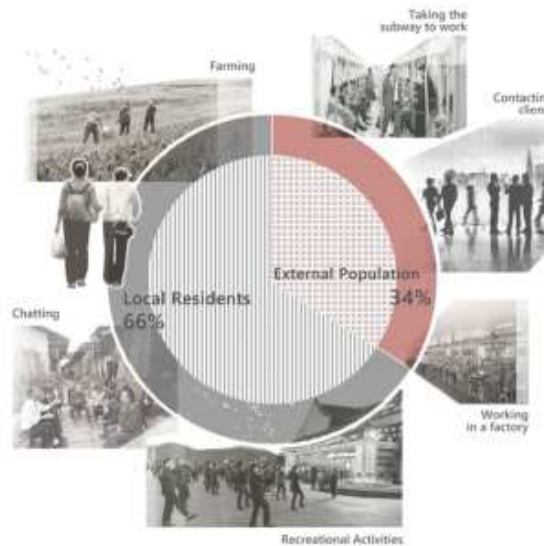 Taking the
subway to work
Farming
Contacting
clien
External Population
34%
Local Residents
66%
Chatting
Working
in a factory
Recreational Activities